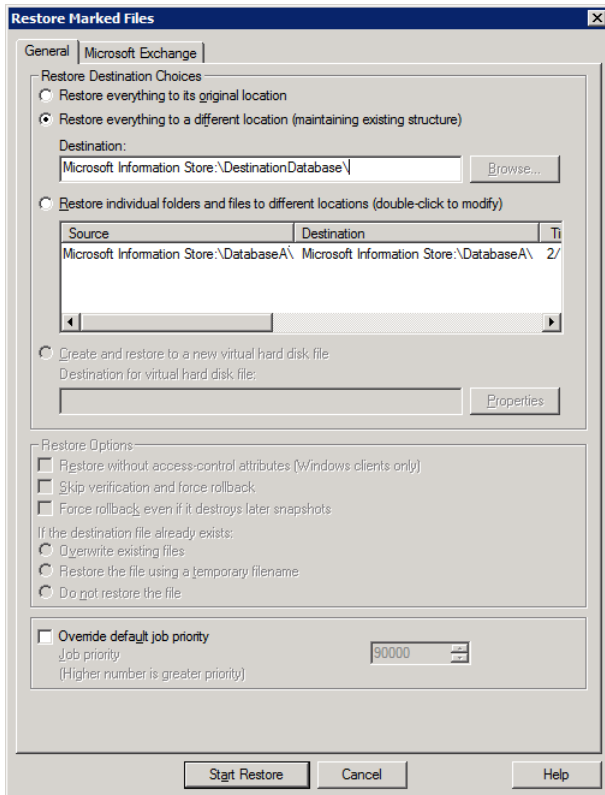 Restore Marked Files
General
Microsoft Exchange
Restore Destination Choices
Restore everything to its original location
Restore everything to a different location (maintaining existing structure)
Destination:
Microsoft Information Store:\DestinationDatabase\
Browse...
Restore individual folders and files to different locations (double-click to modify)
Source Destination Ti
Microsoft Information Store:\DatabaseA\ Microsoft Information Store:\DatabaseA\ 2/
Create and restore to a new virtual hard disk file
Destination for virtual hard disk file:
Properties
Restore Options
Restore without access-control attributes (Windows clients only)
Skip verification and force rollback
Force rollback even if it destroys later snapshots
If the destination file already exists:
Overwrite existing files
Restore the file using a temporary filename
Do not restore the file
Override default job priority
Job priority 90000
(Higher number is greater priority)
Start Restore Cancel Help